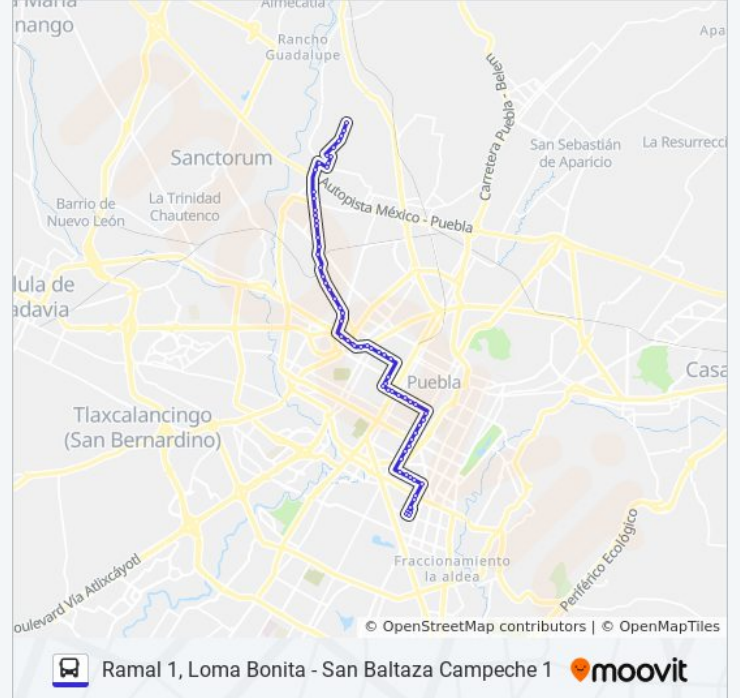 nango
Almecatla
Rancho
Guadalupe
Apa
Carretera Puebla - Belem
Sanctorum
San Sebastián
de Aparicio
La Resurrecci
Autopista México - Puebla
Barrio de
Nuevo León
La Trinidad
Chautenco
lula de
adavia
Puebla
Casa
Tlaxcalancingo
(San Bernardino)
Fraccionamiento
la aldea
Periférico Ecológico
oulevard Vía Atlixcáyotl
© OpenStreetMap contributors | © OpenMapTiles
Ramal 1, Loma Bonita - San Baltaza Campeche 1
moovit